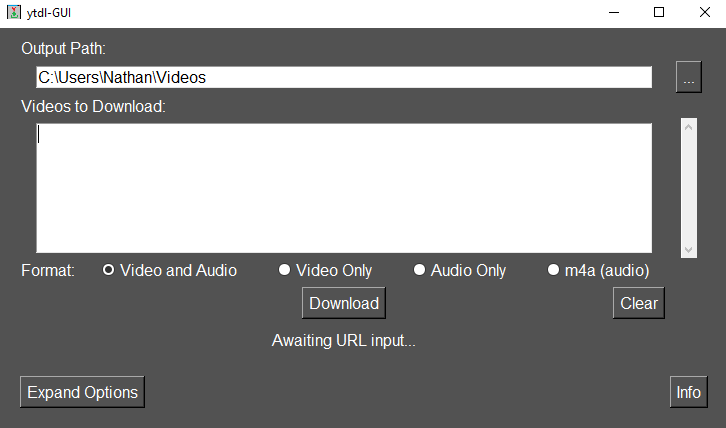 ytdl-GUI
Output Path:
C:\Users\Nathan\Videos
...
Videos to Download:
Format: Video and Audio Video Only Audio Only m4a (audio)
Download Clear
Awaiting URL input...
Expand Options Info